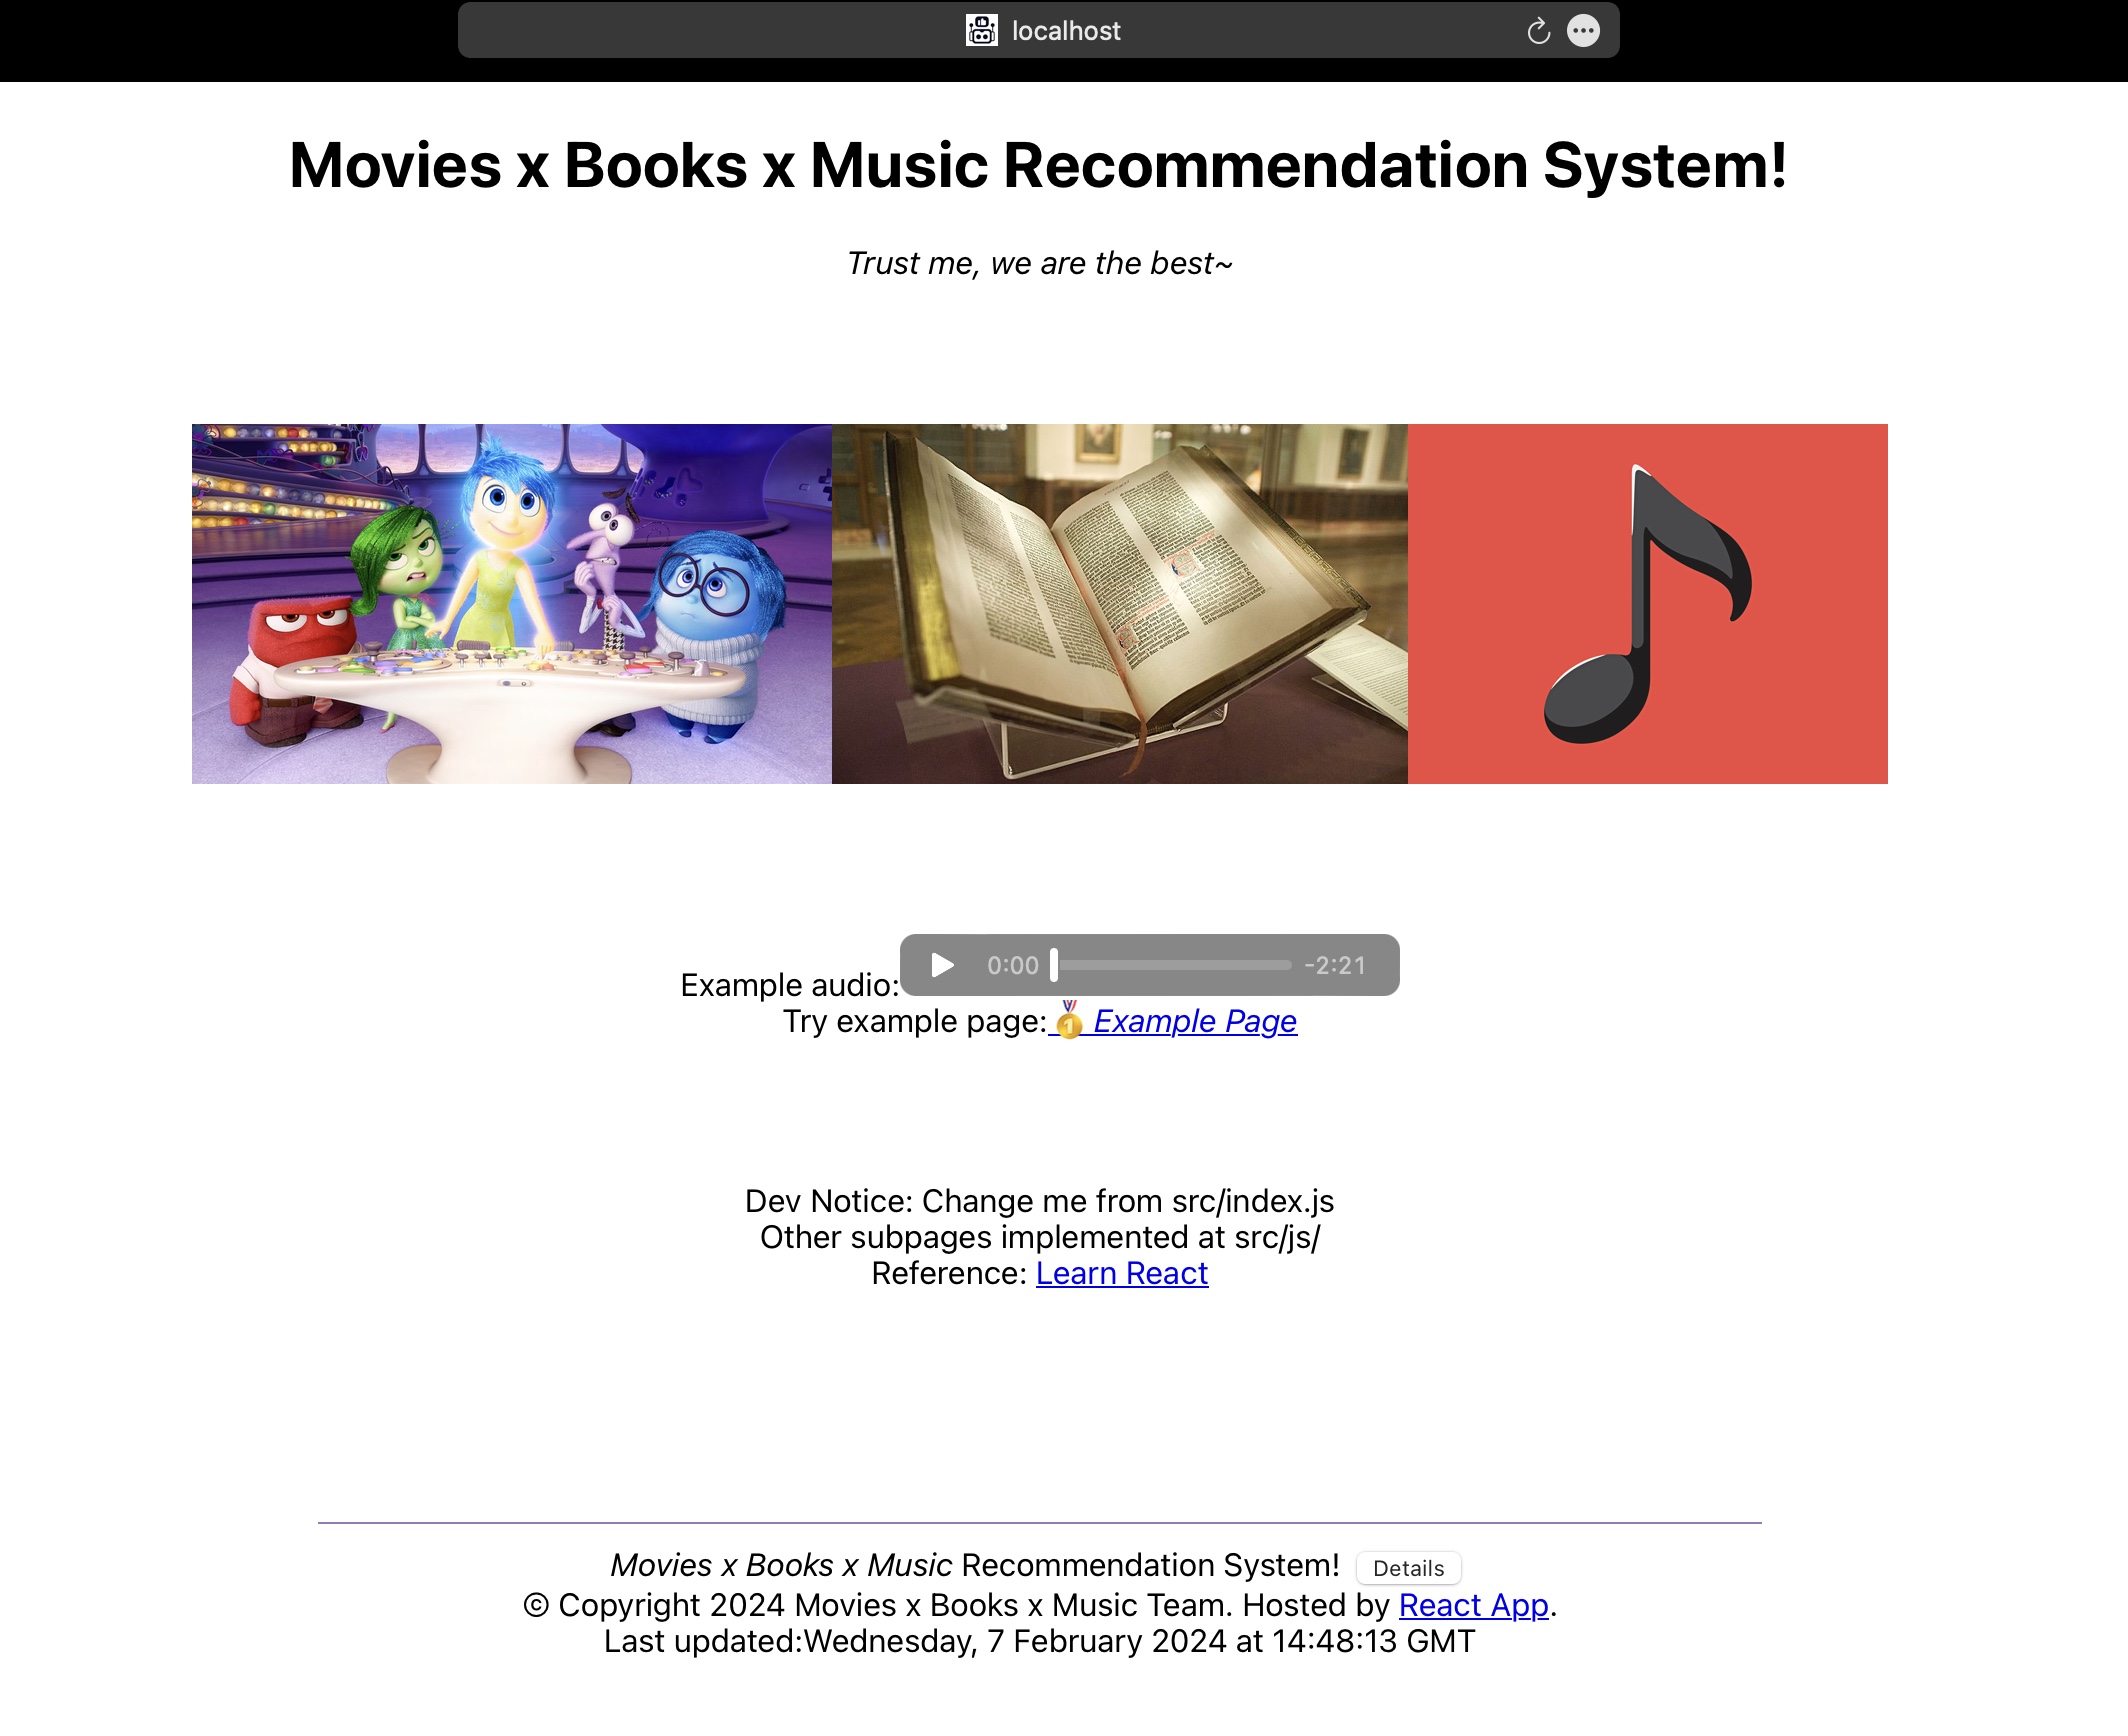 localhost
Movies x Books x Music Recommendation System!
Trust me, we are the best~
0:00 -2:21
Example audio:
Try example page: 🥇 Example Page
Dev Notice: Change me from src/index.js
Other subpages implemented at src/js/
Reference: Learn React
Movies x Books x Music Recommendation System! Details
© Copyright 2024 Movies x Books x Music Team. Hosted by React App.
Last updated:Wednesday, 7 February 2024 at 14:48:13 GMT